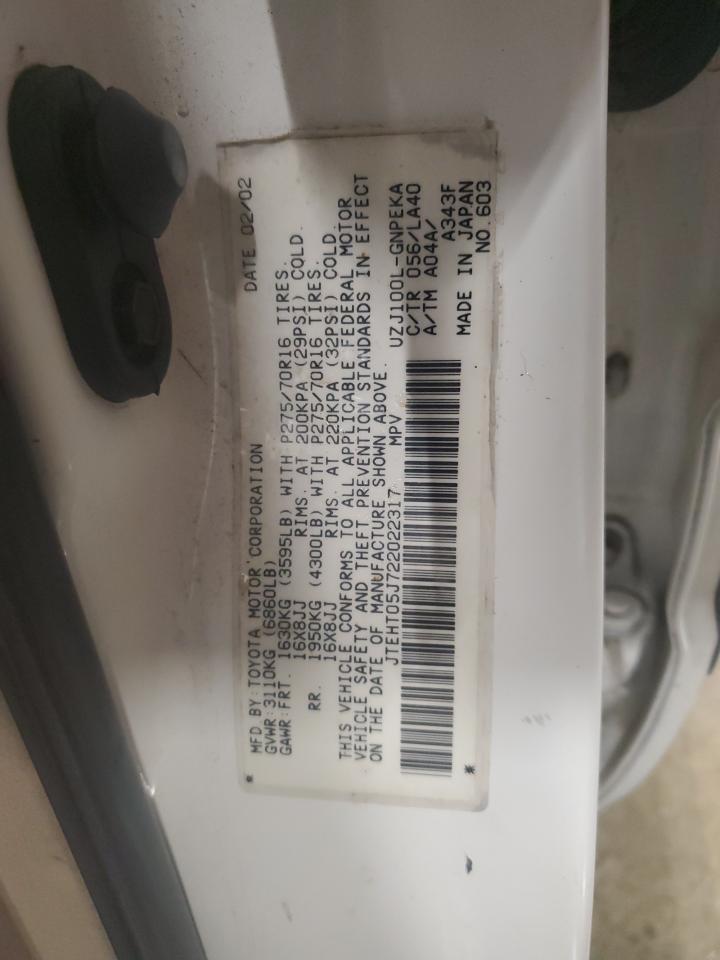 MFD BY: TOYOTA MOTOR CORPORATION DATE 02/02
GVWR: 3110KG (6860LB)
GAWR: FRT. 1630KG (3595LB) WITH P275/70R16 TIRES.
16X8JJ RIMS. AT 200KPA (29PSI) COLD.
RR. 1950KG (4300LB) WITH P275/70R16 TIRES.
16X8JJ RIMS. AT 220KPA (32PSI) COLD.
THIS VEHICLE CONFORMS TO ALL APPLICABLE FEDERAL MOTOR
VEHICLE SAFETY AND THEFT PREVENTION STANDARDS IN EFFECT
ON THE DATE OF MANUFACTURE SHOWN ABOVE.
JTEHT05J722022317 MPV UZJ100L-GNPEKA
C/TR 056/LA40
A/TM A04A/
A343F
MADE IN JAPAN
NO.603